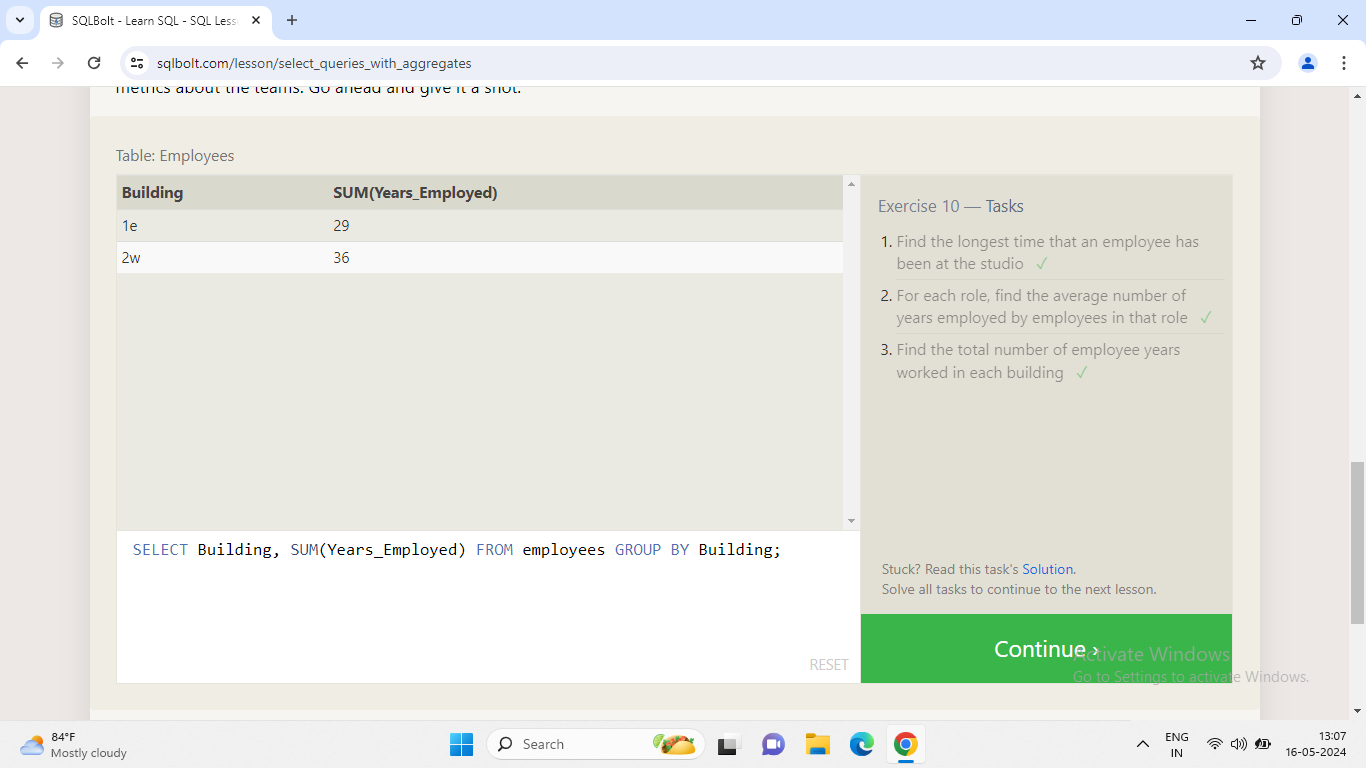 SQLBolt - Learn SQL - SQL Less
sqlbolt.com/lesson/select_queries_with_aggregates
metrics about the teams. Go ahead and give it a shot.
Table: Employees
Building SUM(Years_Employed)
1e 29
2w 36
Exercise 10 — Tasks
1. Find the longest time that an employee has
been at the studio ✓
2. For each role, find the average number of
years employed by employees in that role ✓
3. Find the total number of employee years
worked in each building ✓
SELECT Building, SUM(Years_Employed) FROM employees GROUP BY Building;
RESET
Stuck? Read this task's Solution.
Solve all tasks to continue to the next lesson.
Continue ›
Activate Windows
Go to Settings to activate Windows.
84°F
Mostly cloudy
Search
ENG
IN
13:07
16-05-2024